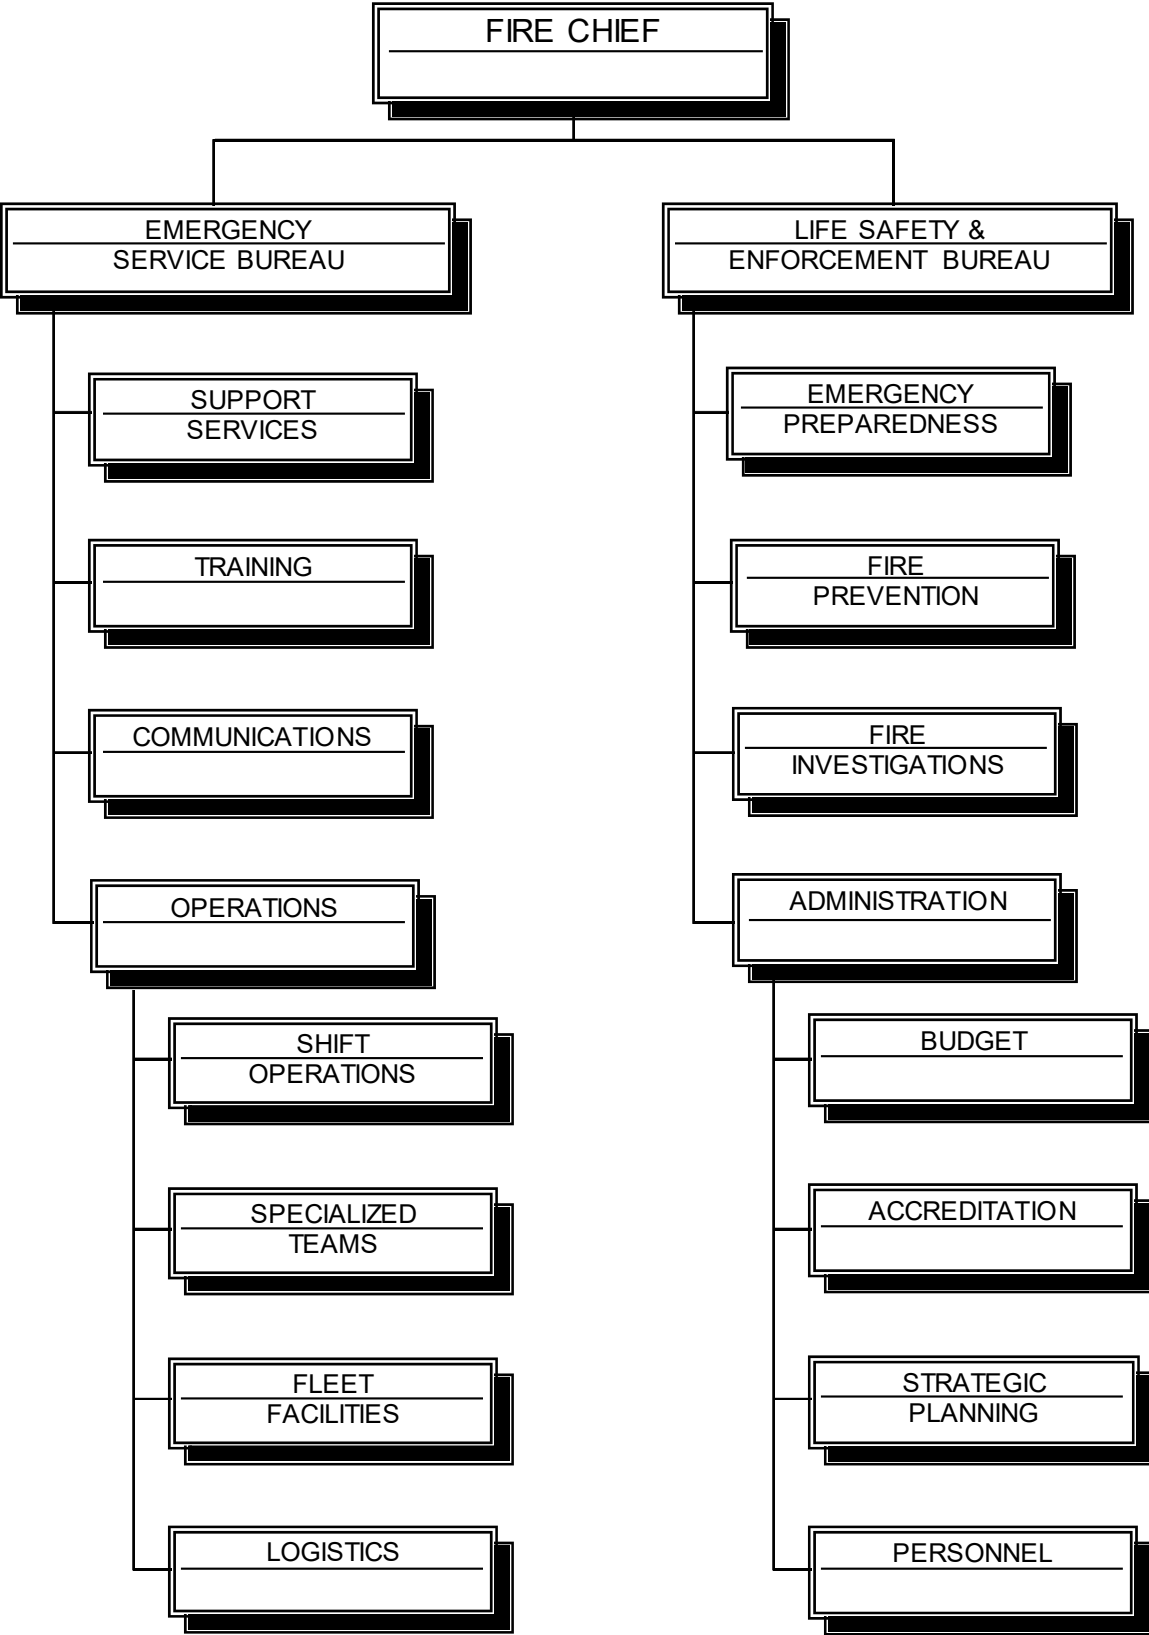 FIRE CHIEF
EMERGENCY
SERVICE BUREAU
SUPPORT
SERVICES
TRAINING
COMMUNICATIONS
OPERATIONS
SHIFT
OPERATIONS
SPECIALIZED
TEAMS
FLEET
FACILITIES
LOGISTICS
LIFE SAFETY &
ENFORCEMENT BUREAU
EMERGENCY
PREPAREDNESS
FIRE
PREVENTION
FIRE
INVESTIGATIONS
ADMINISTRATION
BUDGET
ACCREDITATION
STRATEGIC
PLANNING
PERSONNEL